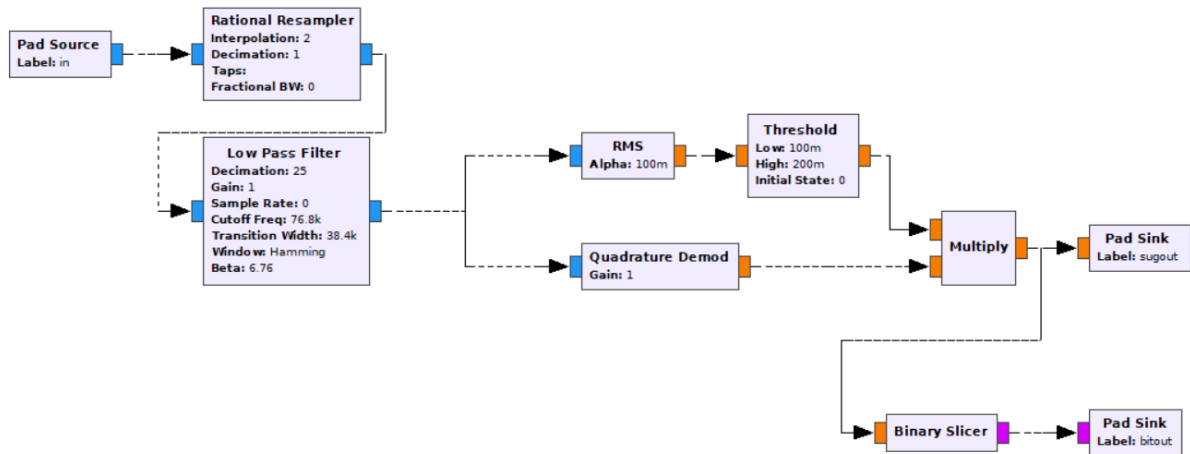 Pad Source
Label: in
Rational Resampler
Interpolation: 2
Decimation: 1
Taps:
Fractional BW: 0
Low Pass Filter
Decimation: 25
Gain: 1
Sample Rate: 0
Cutoff Freq: 76.8k
Transition Width: 38.4k
Window: Hamming
Beta: 6.76
RMS
Alpha: 100m
Threshold
Low: 100m
High: 200m
Initial State: 0
Quadrature Demod
Gain: 1
Multiply
Pad Sink
Label: sugout
Binary Slicer
Pad Sink
Label: bitout